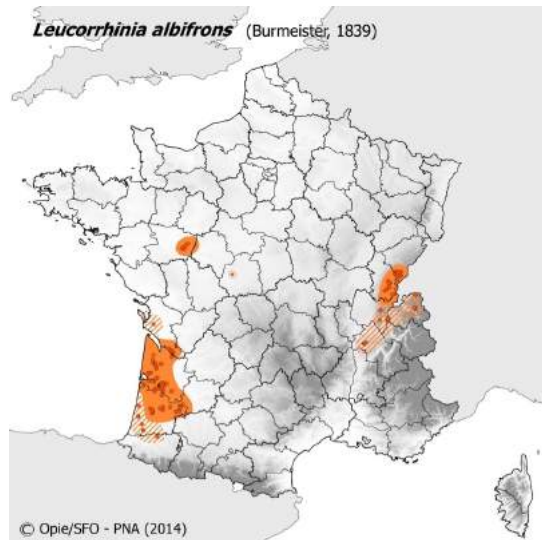 Leucorrhinia albifrons (Burmeister, 1839)
© Opie/SFO - PNA (2014)